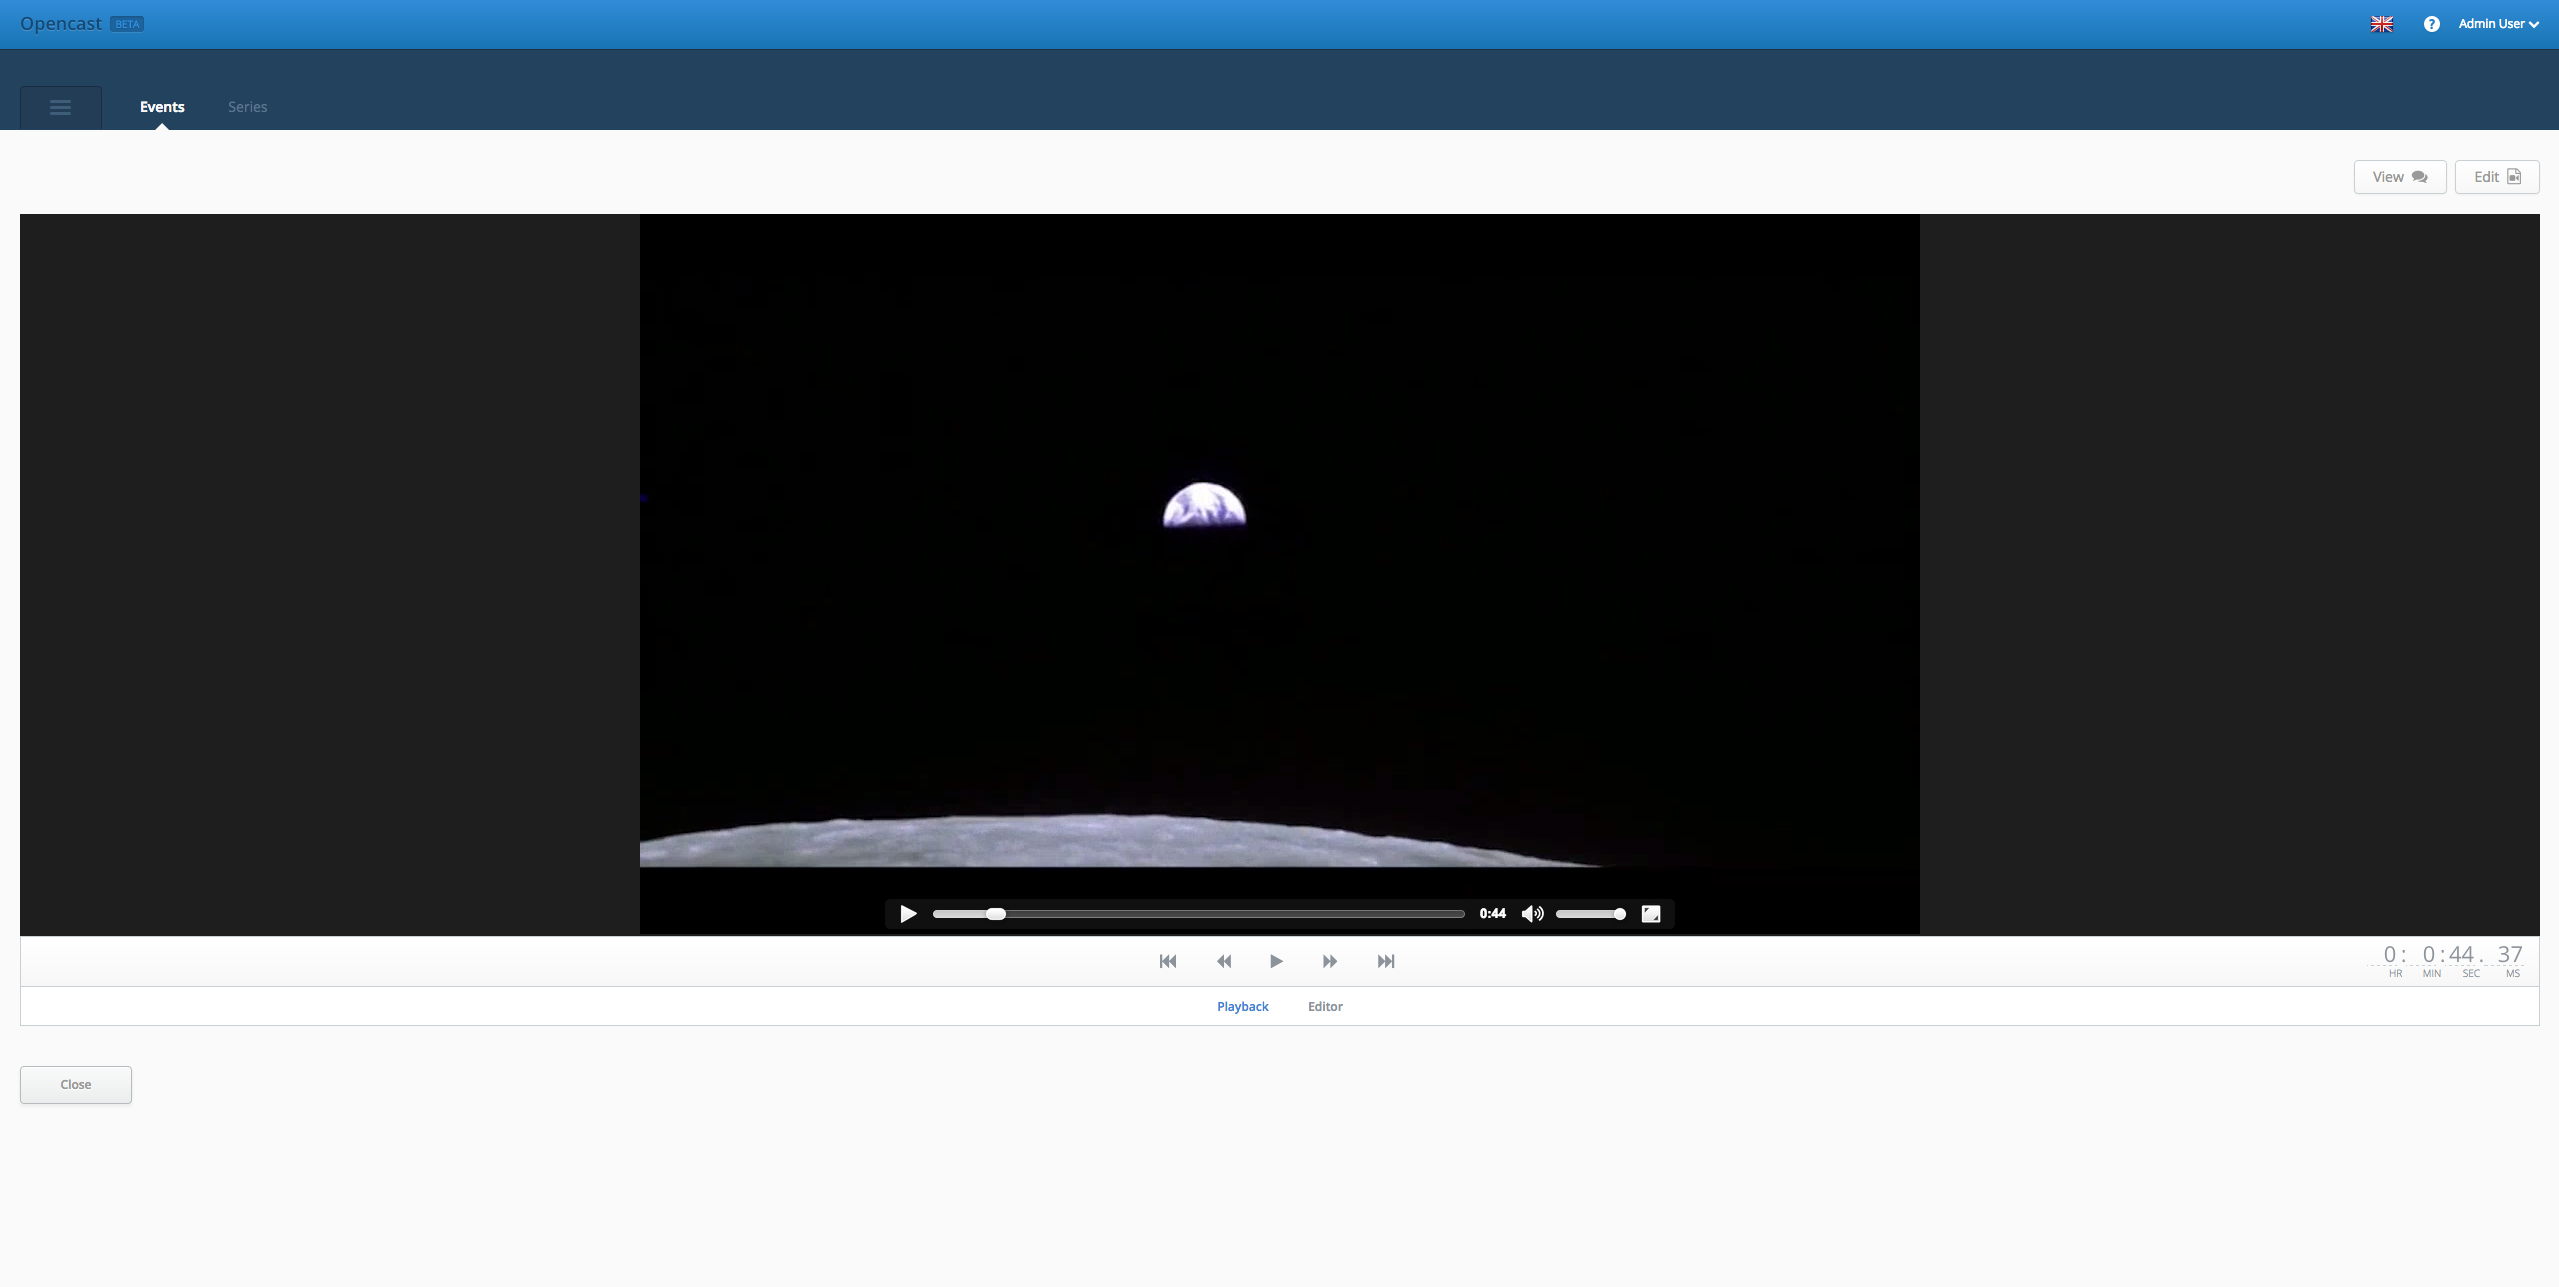 Opencast BETA
Admin User
Events Series
View Edit
0:44
0 : 0 : 44 . 37
HR MIN SEC MS
Playback Editor
Close